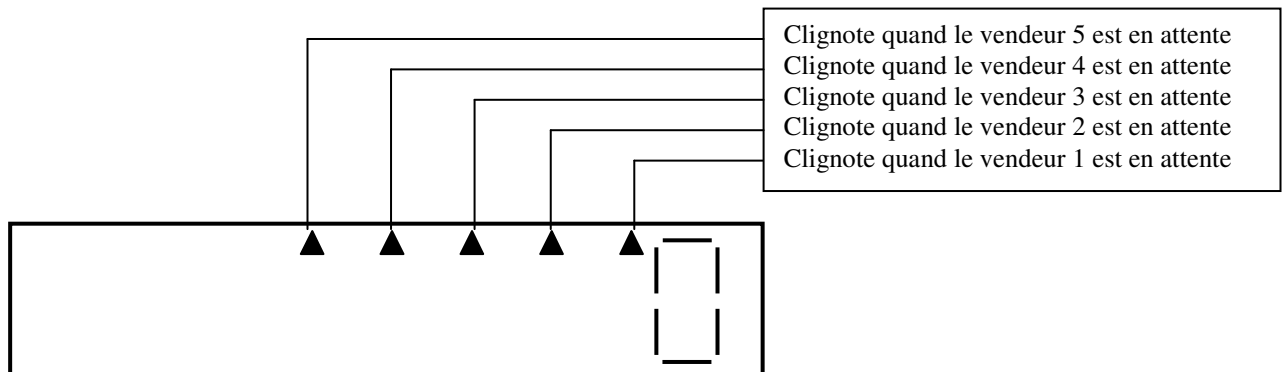 Clignote quand le vendeur 5 est en attente
Clignote quand le vendeur 4 est en attente
Clignote quand le vendeur 3 est en attente
Clignote quand le vendeur 2 est en attente
Clignote quand le vendeur 1 est en attente
0